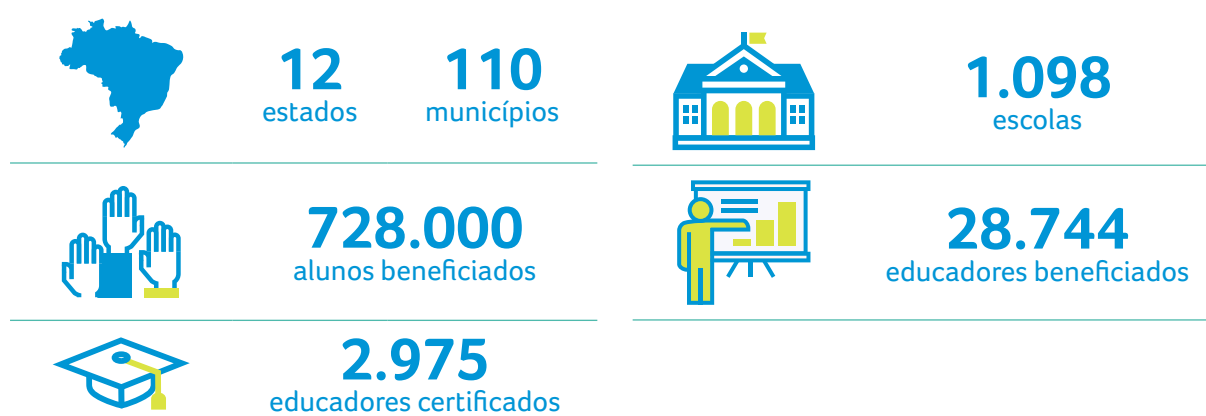 12
estados
110
municípios
1.098
escolas
728.000
alunos beneficiados
28.744
educadores beneficiados
2.975
educadores certificados